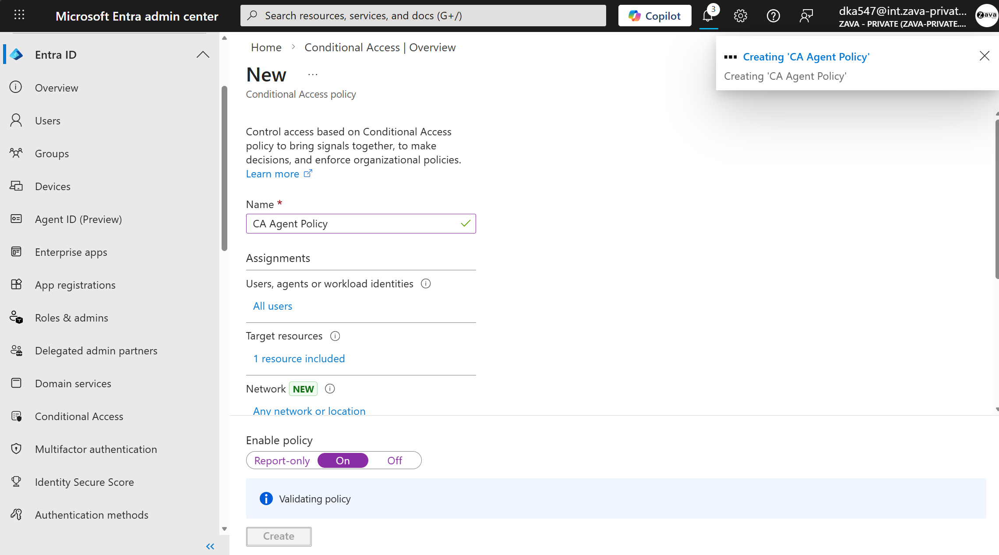 Microsoft Entra admin center
Search resources, services, and docs (G+/)
Copilot
3
dka547@int.zava-privat...
ZAVA - PRIVATE (ZAVA-PRIVATE....
Zava
Entra ID
Overview
Users
Groups
Devices
Agent ID (Preview)
Enterprise apps
App registrations
Roles & admins
Delegated admin partners
Domain services
Conditional Access
Multifactor authentication
Identity Secure Score
Authentication methods
Home > Conditional Access | Overview
New ...
Conditional Access policy
Creating 'CA Agent Policy'
Creating 'CA Agent Policy'
Control access based on Conditional Access
policy to bring signals together, to make
decisions, and enforce organizational policies.
Learn more
Name *
CA Agent Policy
Assignments
Users, agents or workload identities
All users
Target resources
1 resource included
Network NEW
Any network or location
Enable policy
Report-only On Off
Validating policy
Create